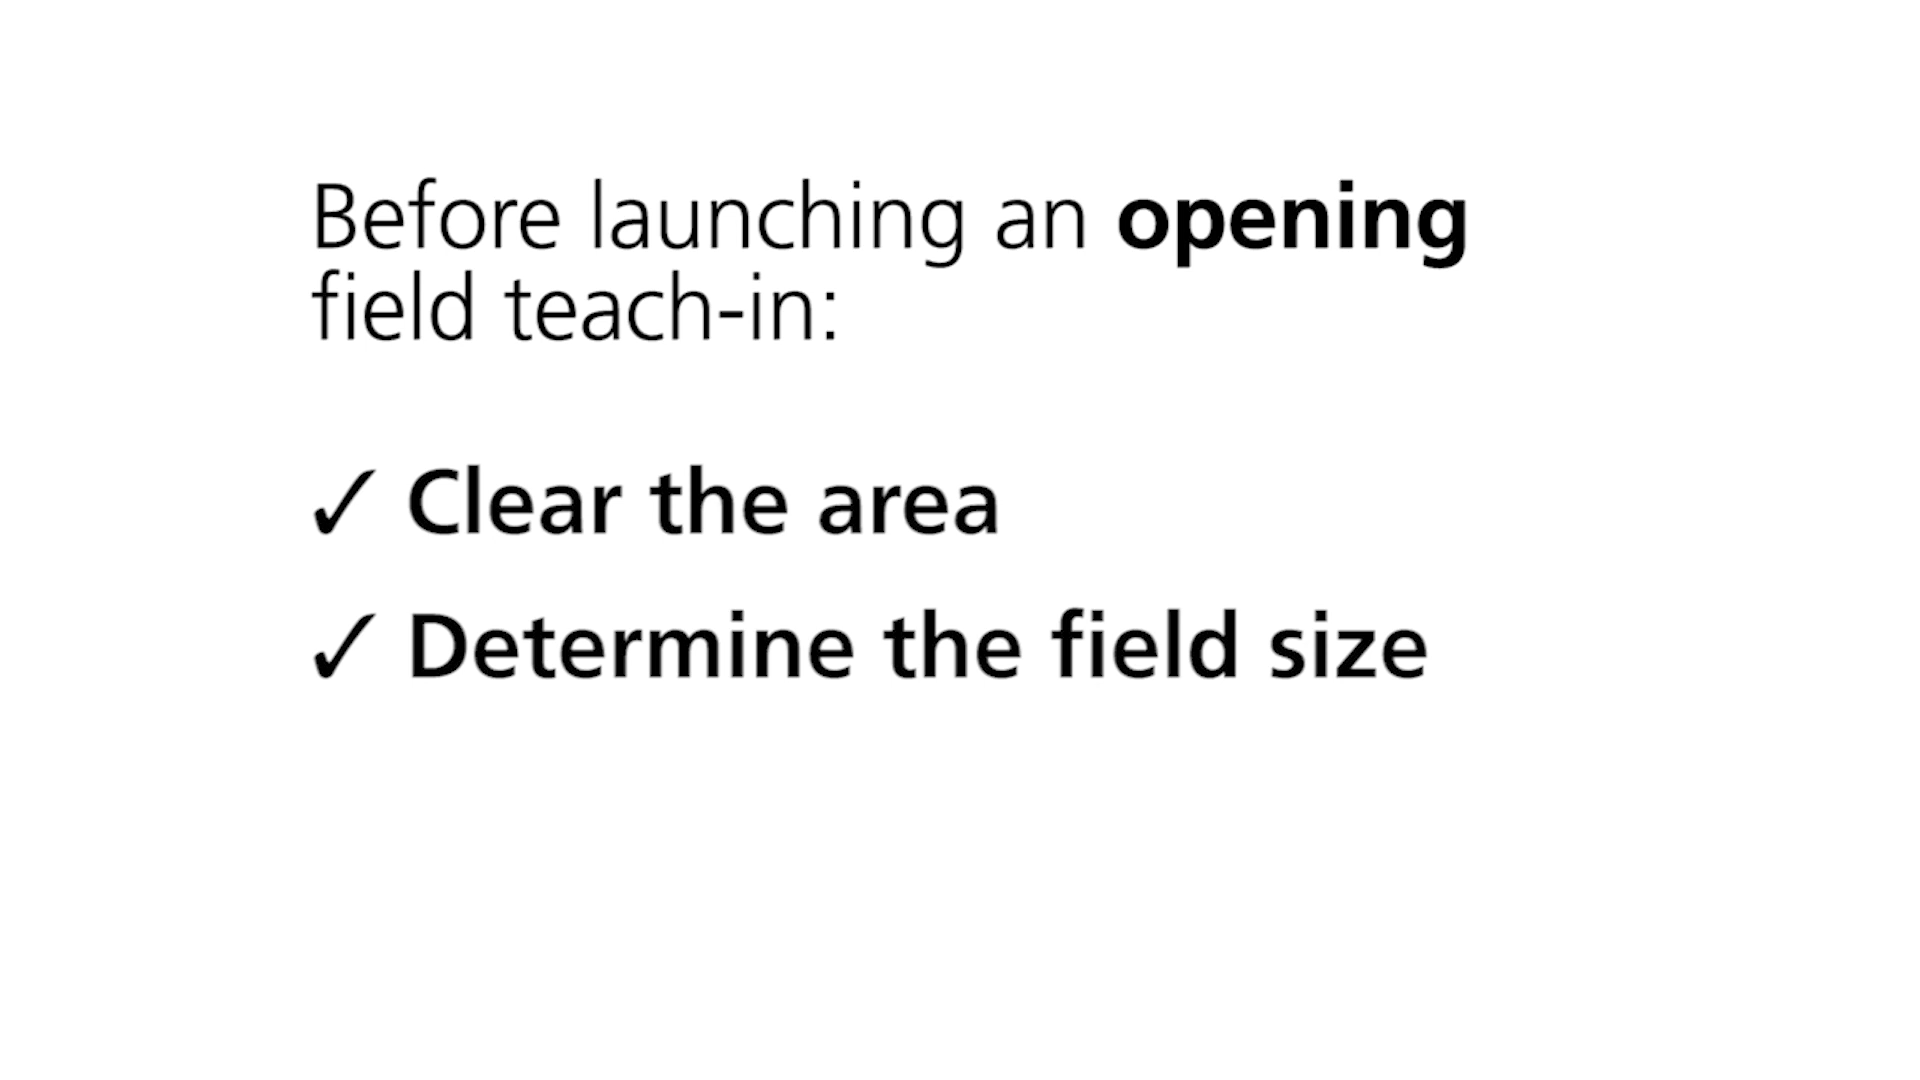 Before launching an opening
field teach-in:
✓ Clear the area
✓ Determine the field size